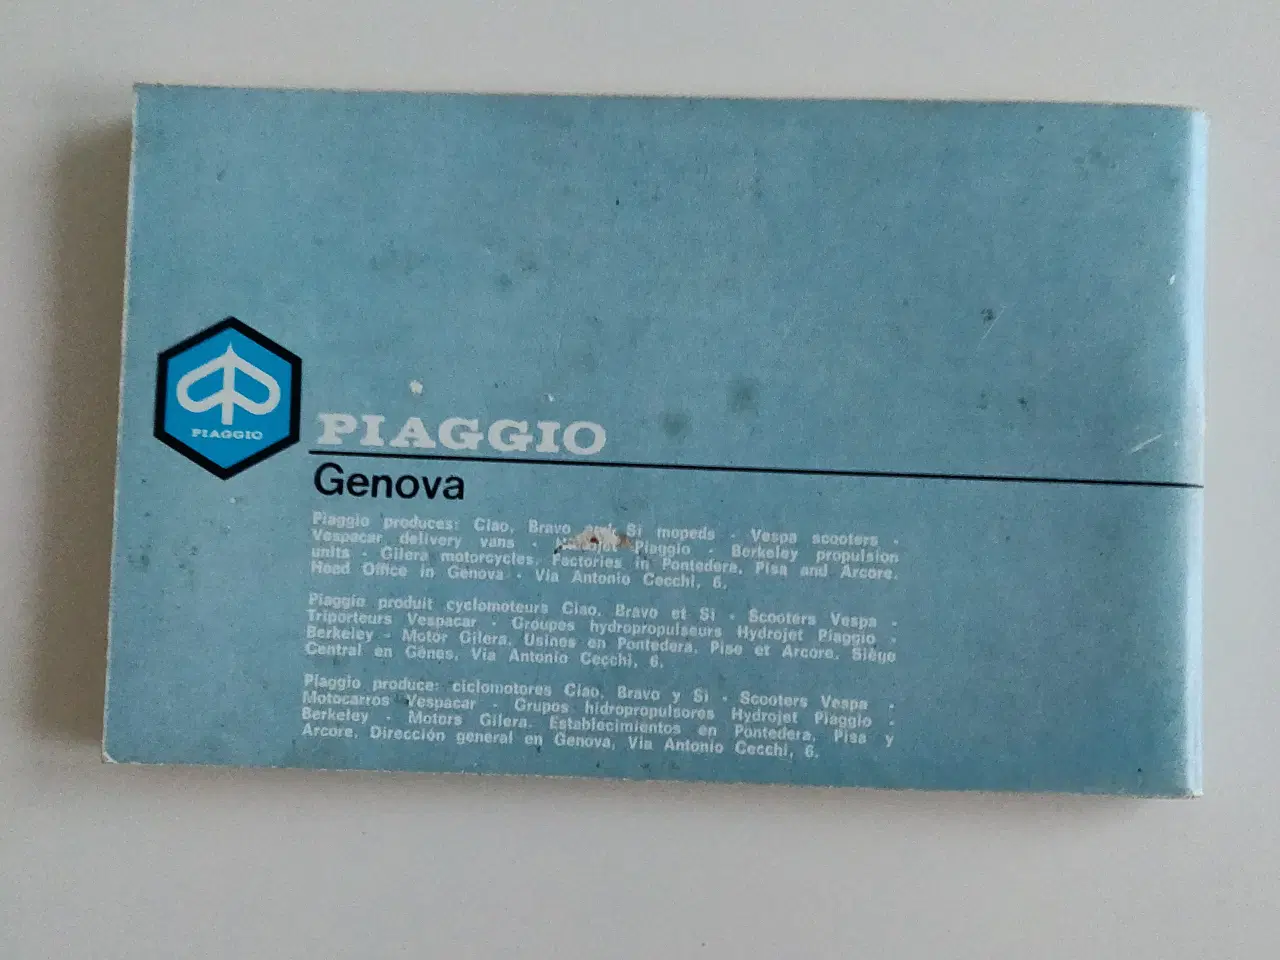 PIAGGIO
PIAGGIO
Genova
Piaggio produces: Ciao, Bravo and Si mopeds - Vespa scooters -
Vespacar delivery vans - Hydrojet Piaggio - Berkeley propulsion
units - Gilera motorcycles. Factories in Pontedera, Pisa and Arcore.
Head Office in Genova - Via Antonio Cecchi, 6.
Piaggio produit cyclomoteurs Ciao, Bravo et Si - Scooters Vespa -
Triporteurs Vespacar - Groupes hydropropulseurs Hydrojet Piaggio -
Berkeley - Motor Gilera. Usines en Pontedera, Pise et Arcore. Siège
Central en Gênes, Via Antonio Cecchi, 6.
Piaggio produce: ciclomotores Ciao, Bravo y Si - Scooters Vespa -
Motocarros Vespacar - Grupos hidropropulsores Hydrojet Piaggio -
Berkeley - Motors Gilera. Establecimientos en Pontedera, Pisa y
Arcore. Dirección general en Genova, Via Antonio Cecchi, 6.